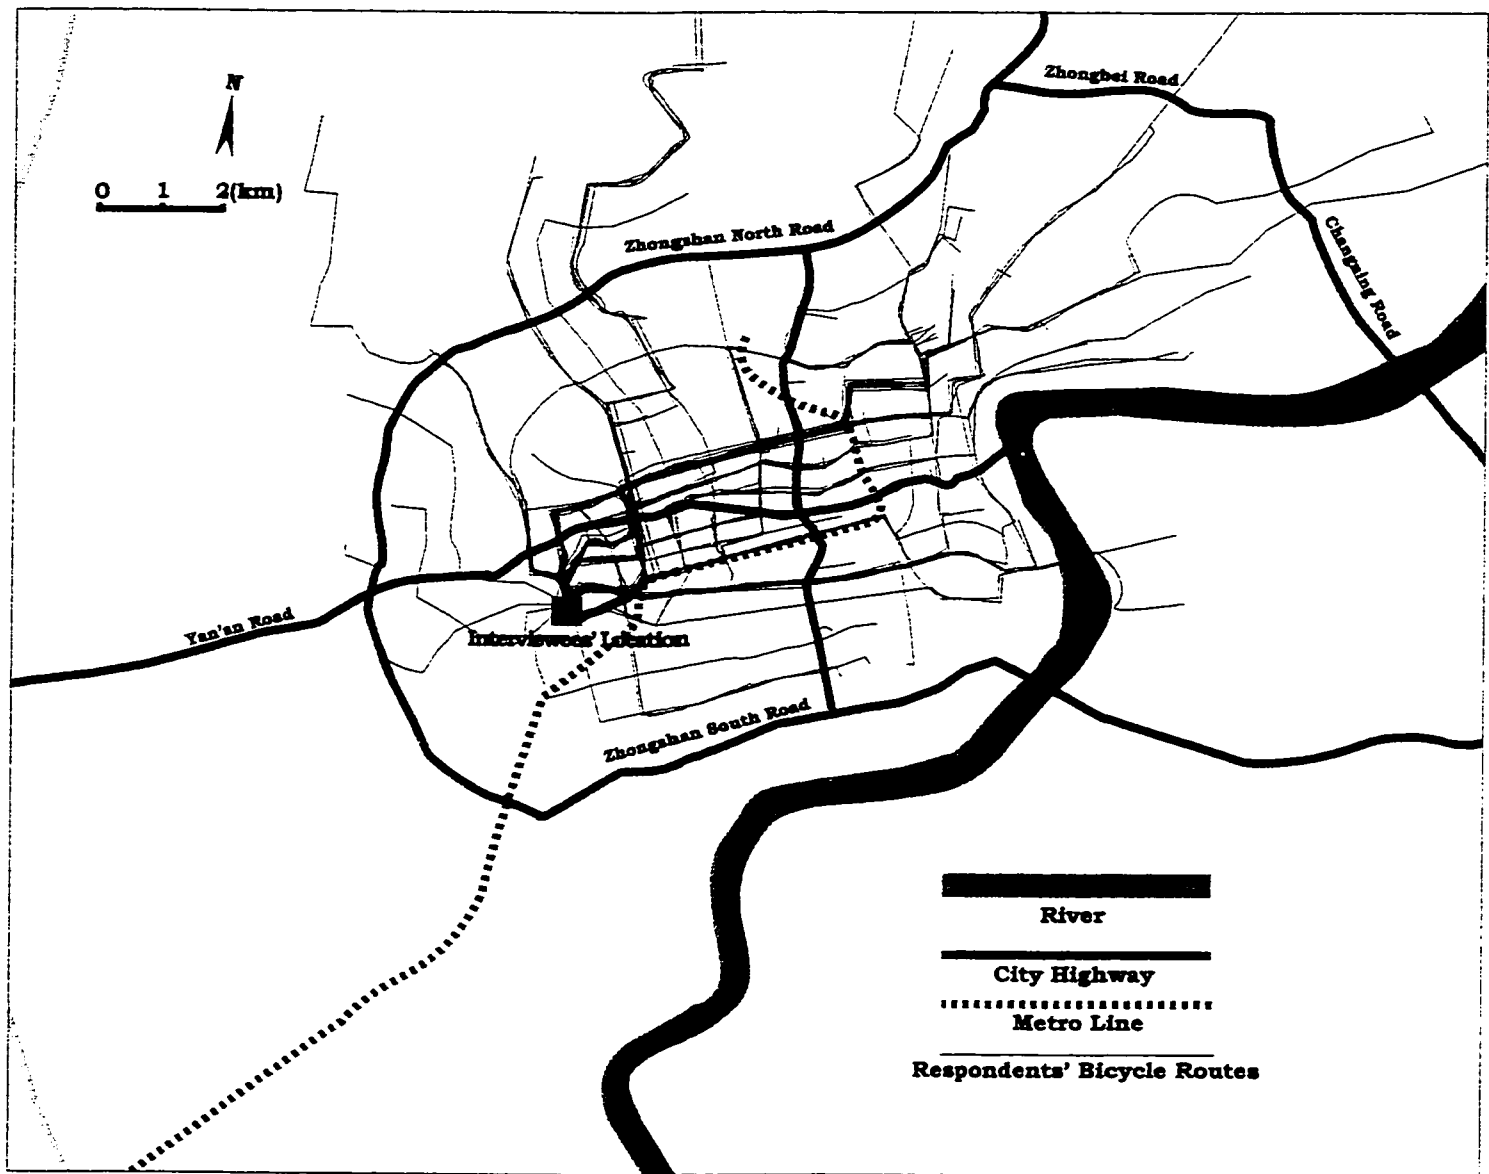 N
0 1 2(km)
Zhongbei Road
Zhongshan North Road
Changning Road
Yan'an Road
Interviewees' Location
Zhongshan South Road
River
City Highway
Metro Line
Respondents' Bicycle Routes